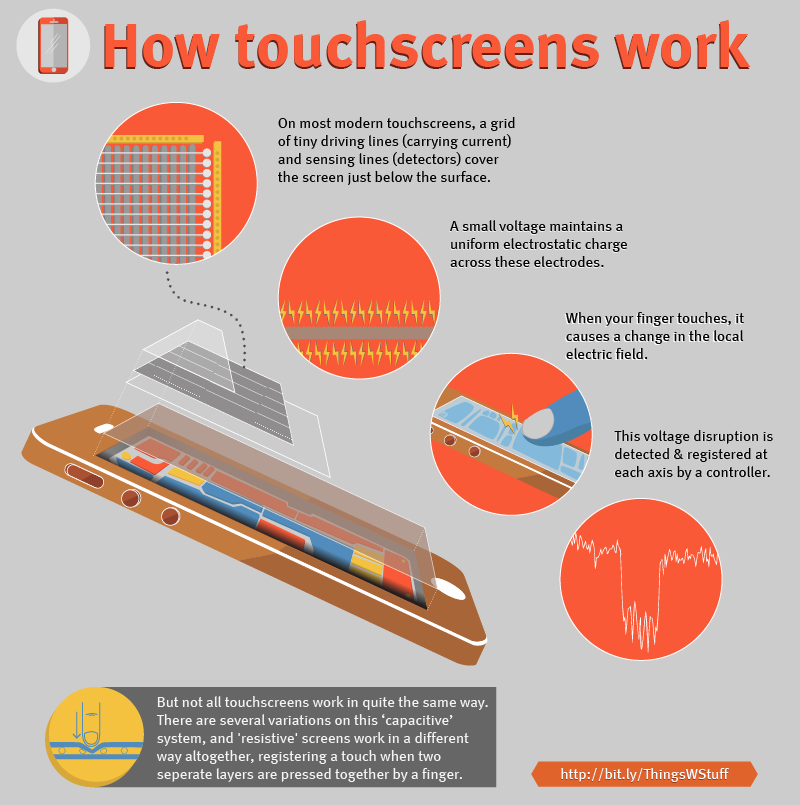 How touchscreens work
On most modern touchscreens, a grid
of tiny driving lines (carrying current)
and sensing lines (detectors) cover
the screen just below the surface.
A small voltage maintains a
uniform electrostatic charge
across these electrodes.
When your finger touches, it
causes a change in the local
electric field.
This voltage disruption is
detected & registered at
each axis by a controller.
But not all touchscreens work in quite the same way.
There are several variations on this ‘capacitive’
system, and 'resistive' screens work in a different
way altogether, registering a touch when two
seperate layers are pressed together by a finger.
http://bit.ly/ThingsWStuff